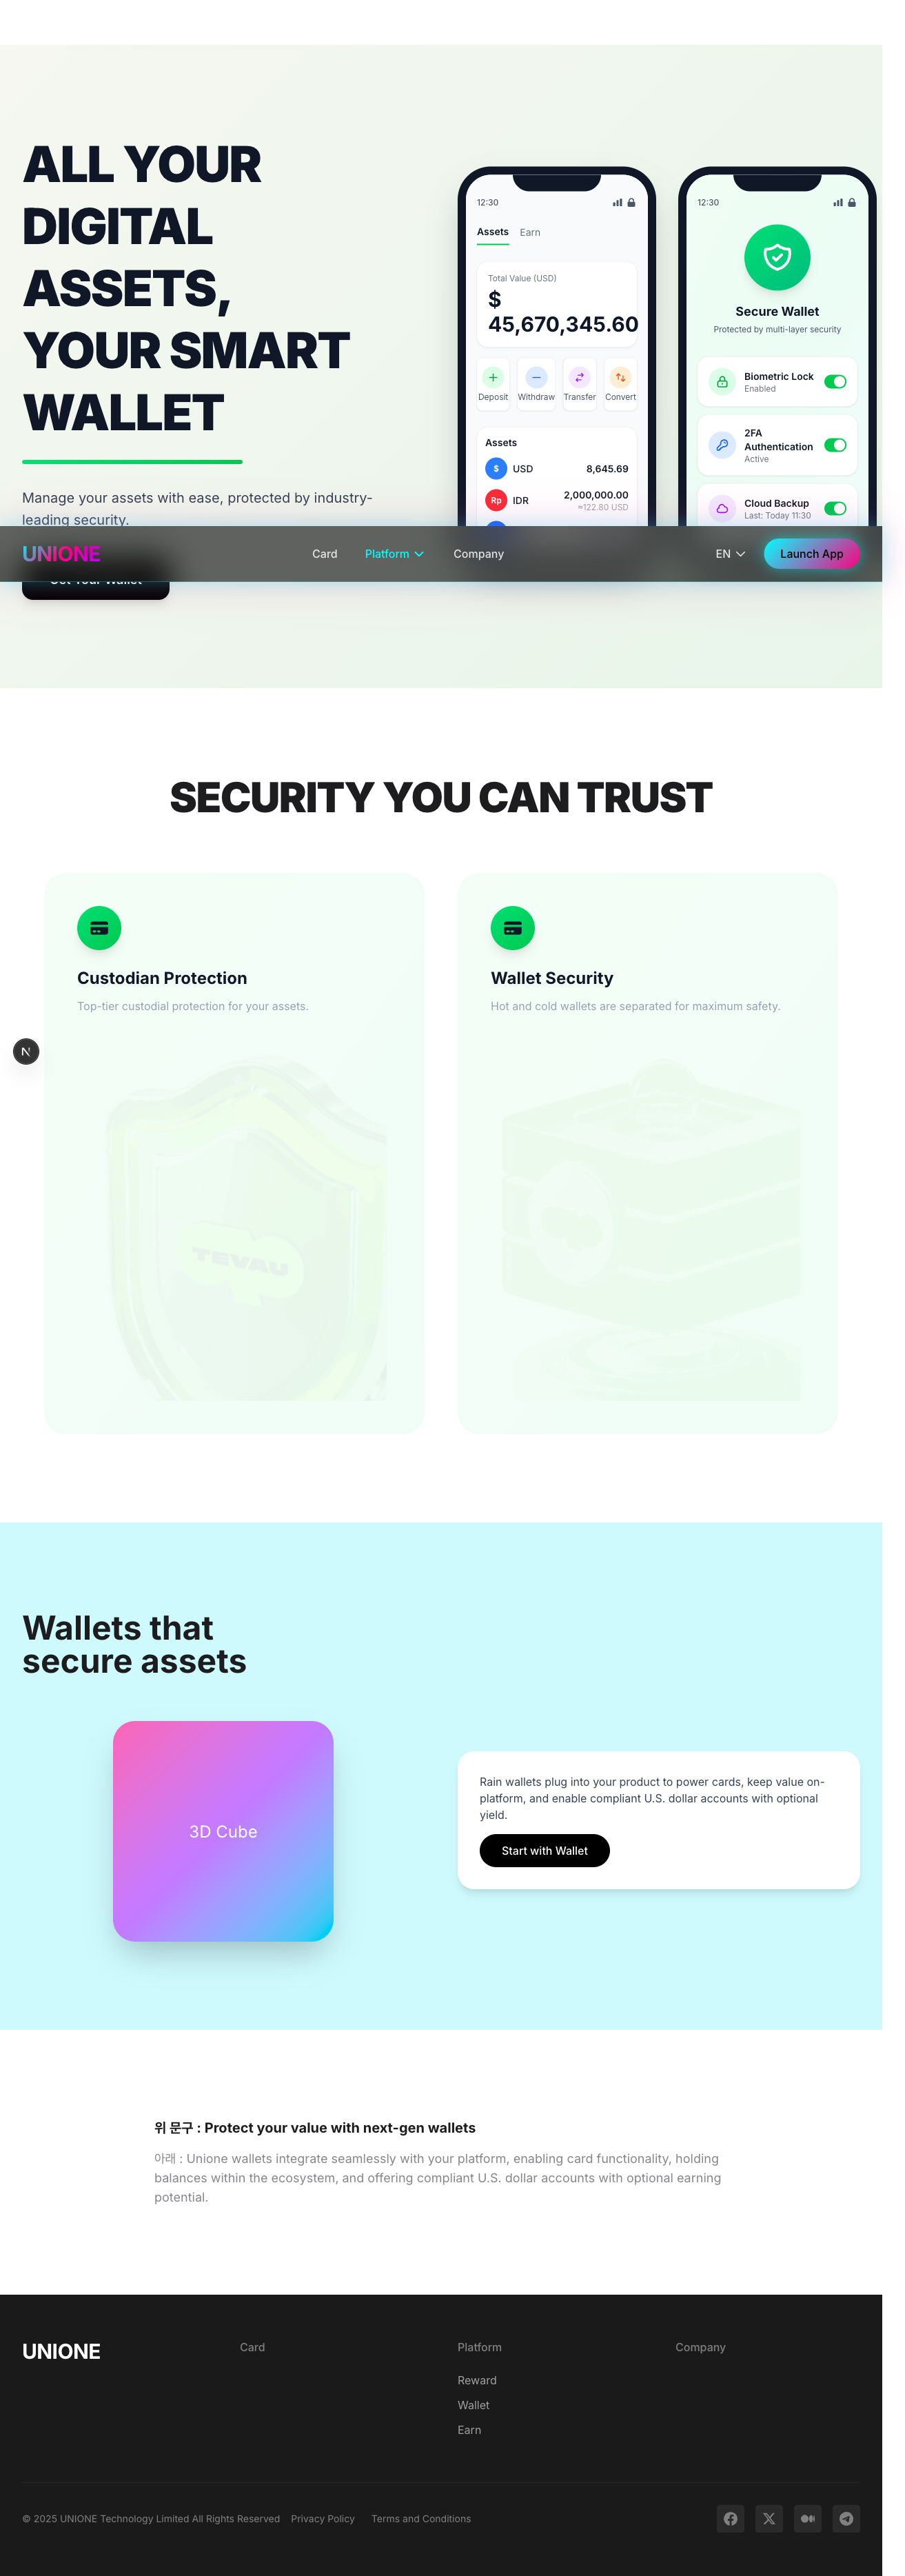 ALL YOUR
DIGITAL
ASSETS,
YOUR SMART
WALLET
Manage your assets with ease, protected by industry-
leading security.
Get Your Wallet
12:30
Assets
Earn
Total Value (USD)
$
45,670,345.60
Deposit
Withdraw
Transfer
Convert
Assets
$
USD
8,645.69
Rp
IDR
2,000,000.00
≈122.80 USD
12:30
Secure Wallet
Protected by multi-layer security
Biometric Lock
Enabled
2FA
Authentication
Active
Cloud Backup
Last: Today 11:30
UNIONE
Card
Platform
Company
EN
Launch App
SECURITY YOU CAN TRUST
Custodian Protection
Top-tier custodial protection for your assets.
TEVAU
Wallet Security
Hot and cold wallets are separated for maximum safety.
N
Wallets that
secure assets
3D Cube
Rain wallets plug into your product to power cards, keep value on-
platform, and enable compliant U.S. dollar accounts with optional
yield.
Start with Wallet
위 문구 : Protect your value with next-gen wallets
아래 : Unione wallets integrate seamlessly with your platform, enabling card functionality, holding
balances within the ecosystem, and offering compliant U.S. dollar accounts with optional earning
potential.
UNIONE
Card
Platform
Reward
Wallet
Earn
Company
© 2025 UNIONE Technology Limited All Rights Reserved
Privacy Policy
Terms and Conditions